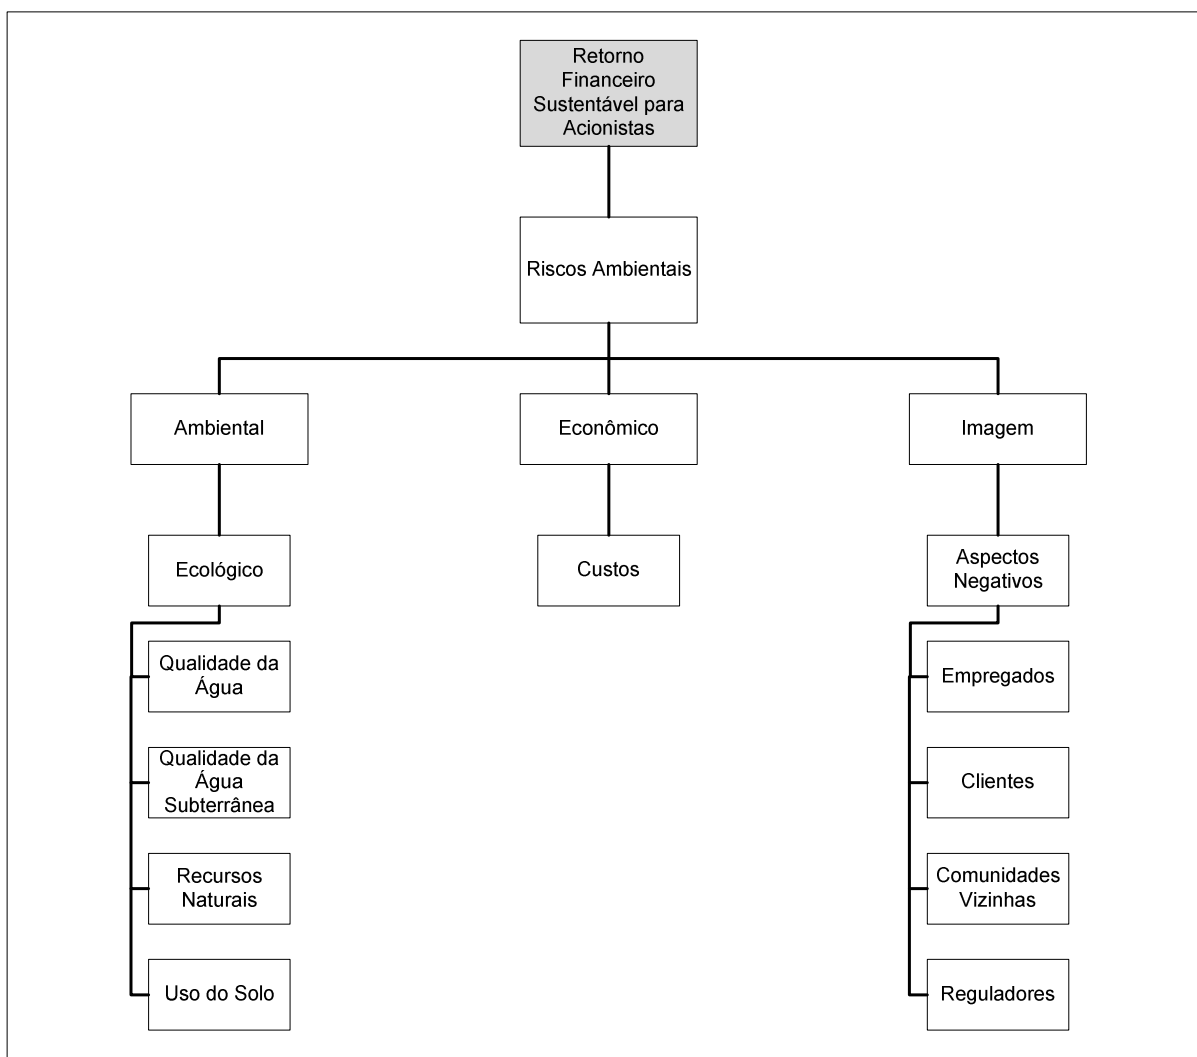 Retorno
Financeiro
Sustentável para
Acionistas
Riscos Ambientais
Ambiental
Econômico
Imagem
Ecológico
Custos
Aspectos
Negativos
Qualidade da
Água
Empregados
Qualidade da
Água
Subterrânea
Clientes
Recursos
Naturais
Comunidades
Vizinhas
Uso do Solo
Reguladores